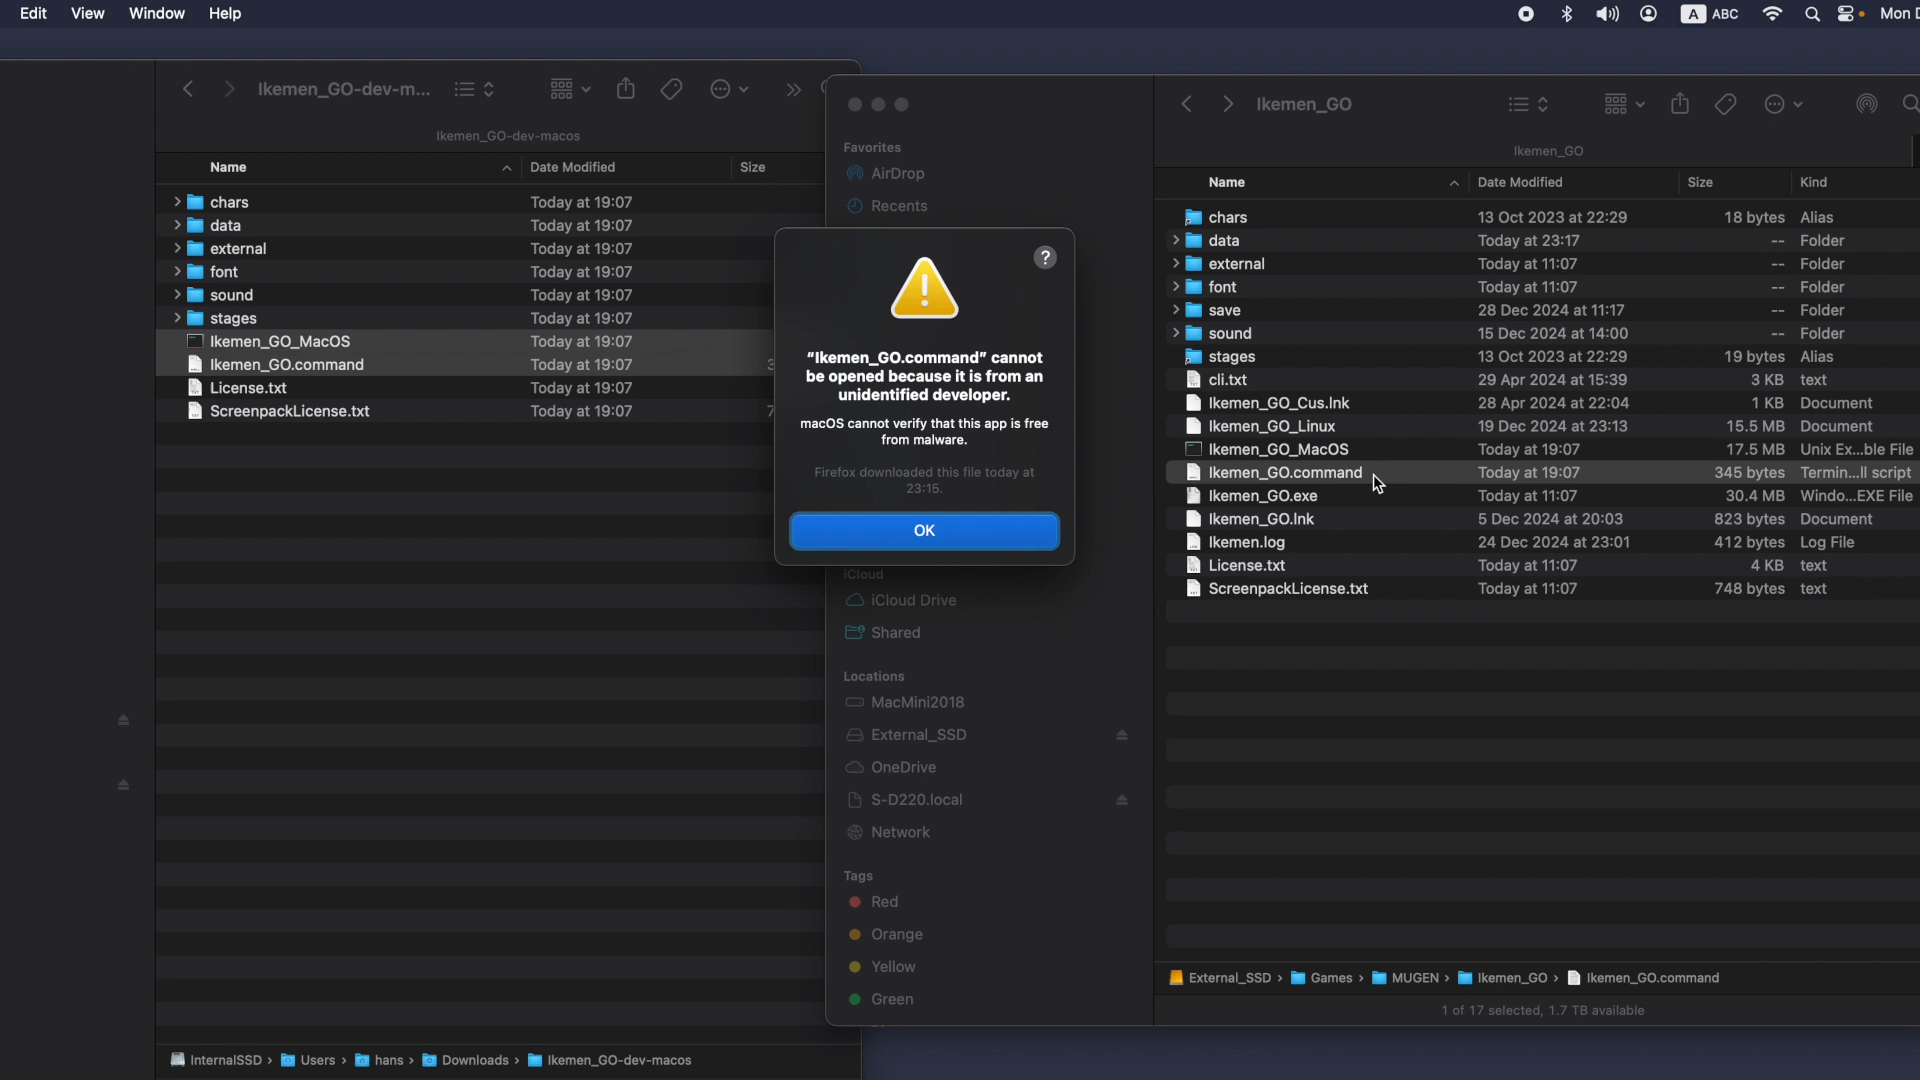 Edit View Window Help
A ABC
Mon D
Ikemen_GO-dev-m...
Ikemen_GO-dev-macos
Name Date Modified Size
chars Today at 19:07
data Today at 19:07
external Today at 19:07
font Today at 19:07
sound Today at 19:07
stages Today at 19:07
Ikemen_GO_MacOS Today at 19:07
Ikemen_GO.command Today at 19:07 3
License.txt Today at 19:07
ScreenpackLicense.txt Today at 19:07 7
InternalSSD › Users › hans › Downloads › Ikemen_GO-dev-macos
Favorites
AirDrop
Recents
?
"Ikemen_GO.command" cannot
be opened because it is from an
unidentified developer.
macOS cannot verify that this app is free
from malware.
Firefox downloaded this file today at
23:15.
OK
iCloud
iCloud Drive
Shared
Locations
MacMini2018
External_SSD
OneDrive
S-D220.local
Network
Tags
Red
Orange
Yellow
Green
Ikemen_GO
Ikemen_GO
Name Date Modified Size Kind
chars 13 Oct 2023 at 22:29 18 bytes Alias
data Today at 23:17 -- Folder
external Today at 11:07 -- Folder
font Today at 11:07 -- Folder
save 28 Dec 2024 at 11:17 -- Folder
sound 15 Dec 2024 at 14:00 -- Folder
stages 13 Oct 2023 at 22:29 19 bytes Alias
cli.txt 29 Apr 2024 at 15:39 3 KB text
Ikemen_GO_Cus.lnk 28 Apr 2024 at 22:04 1 KB Document
Ikemen_GO_Linux 19 Dec 2024 at 23:13 15.5 MB Document
Ikemen_GO_MacOS Today at 19:07 17.5 MB Unix Ex...ble File
Ikemen_GO.command Today at 19:07 345 bytes Termin...ll script
Ikemen_GO.exe Today at 11:07 30.4 MB Windo...EXE File
Ikemen_GO.lnk 5 Dec 2024 at 20:03 823 bytes Document
Ikemen.log 24 Dec 2024 at 23:01 412 bytes Log File
License.txt Today at 11:07 4 KB text
ScreenpackLicense.txt Today at 11:07 748 bytes text
External_SSD › Games › MUGEN › Ikemen_GO › Ikemen_GO.command
1 of 17 selected, 1.7 TB available